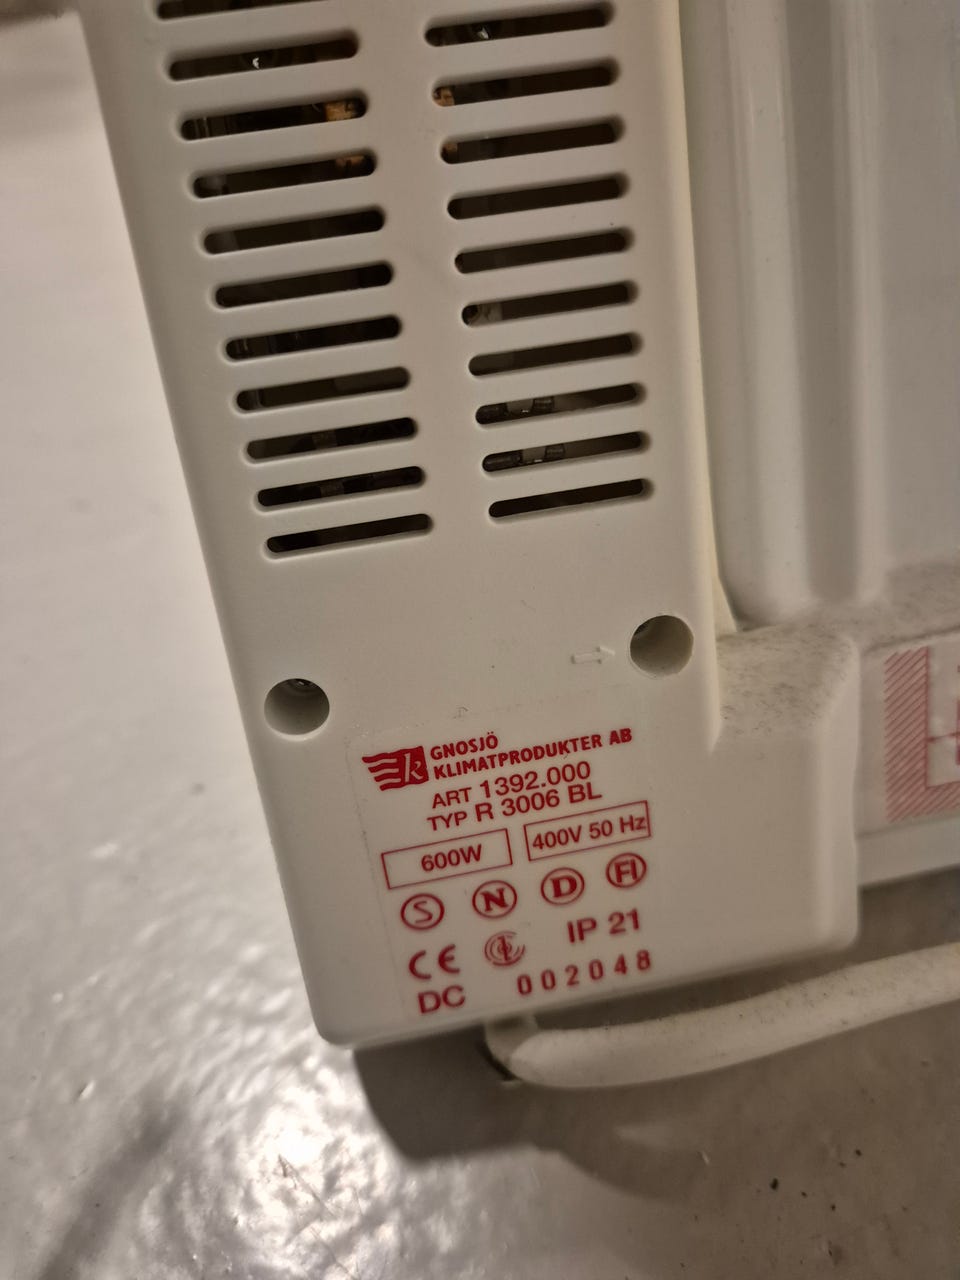 k
GNOSJÖ
KLIMATPRODUKTER AB
ART 1392.000
TYP R 3006 BL
600W
400V 50 Hz
S N D FI
CE
IP 21
DC
002048